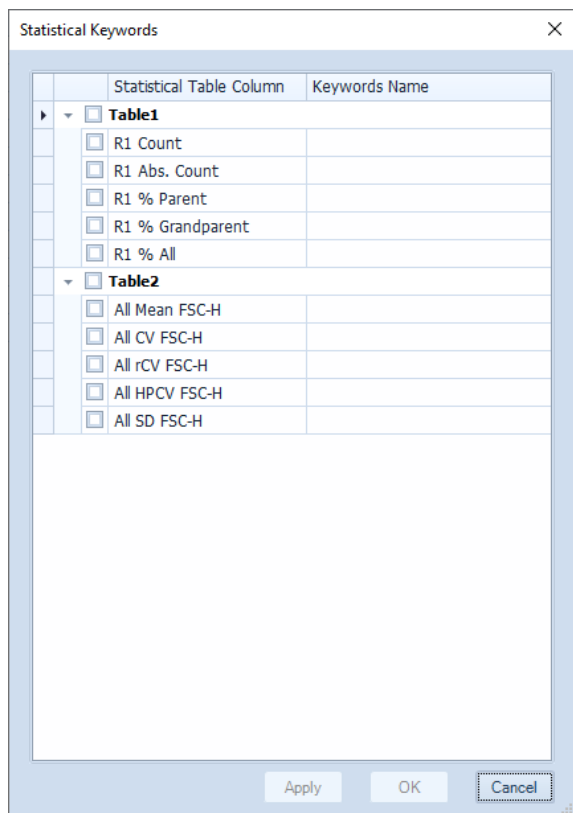 Statistical Keywords
Statistical Table Column Keywords Name
Table1
R1 Count
R1 Abs. Count
R1 % Parent
R1 % Grandparent
R1 % All
Table2
All Mean FSC-H
All CV FSC-H
All rCV FSC-H
All HPCV FSC-H
All SD FSC-H
Apply OK Cancel